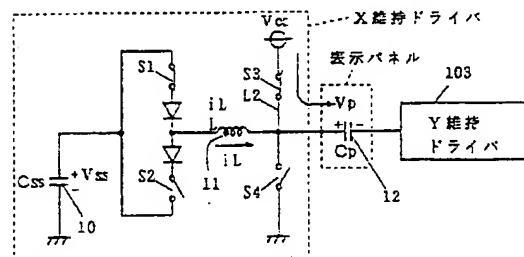 X維持ドライバ
Vcc
表示パネル
S1
S3
L2
Vp
103
iL
Y維持
ドライバ
+ -
Cp
Css
+
Vss
-
S2
iL
11
S4
12
10